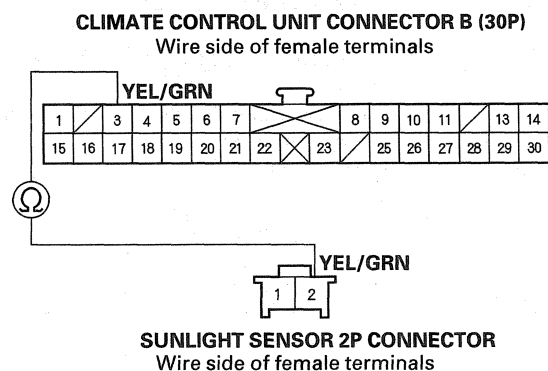 CLIMATE CONTROL UNIT CONNECTOR B (30P)
Wire side of female terminals
YEL/GRN
1 3 4 5 6 7 8 9 10 11 13 14
15 16 17 18 19 20 21 22 23 25 26 27 28 29 30
Ω
YEL/GRN
1 2
SUNLIGHT SENSOR 2P CONNECTOR
Wire side of female terminals